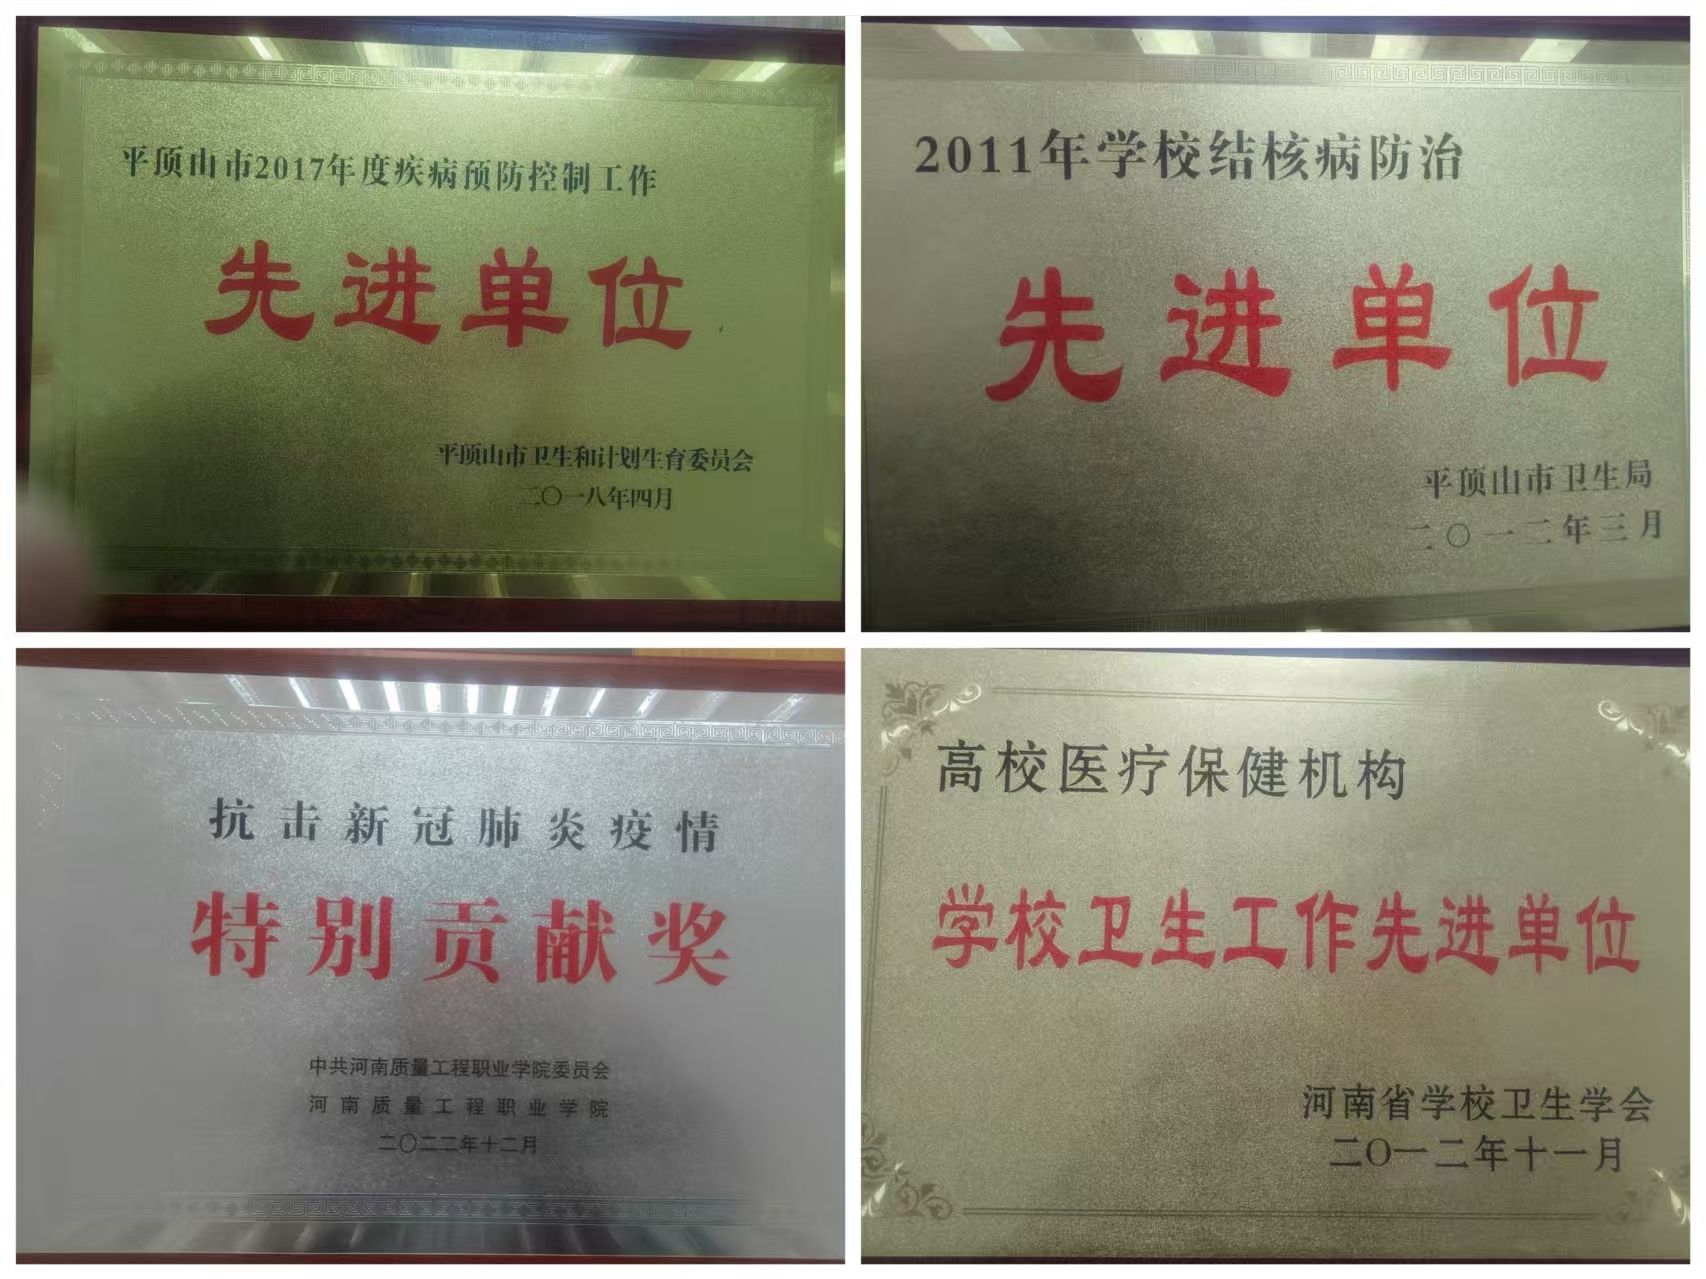 平顶山市2017年度疾病预防控制工作
先进单位
平顶山市卫生和计划生育委员会
二〇一八年四月
2011年学校结核病防治
先进单位
平顶山市卫生局
二〇一二年三月
抗击新冠肺炎疫情
特别贡献奖
中共河南质量工程职业学院委员会
河南质量工程职业学院
二〇二二年十二月
高校医疗保健机构
学校卫生工作先进单位
河南省学校卫生学会
二〇一二年十一月